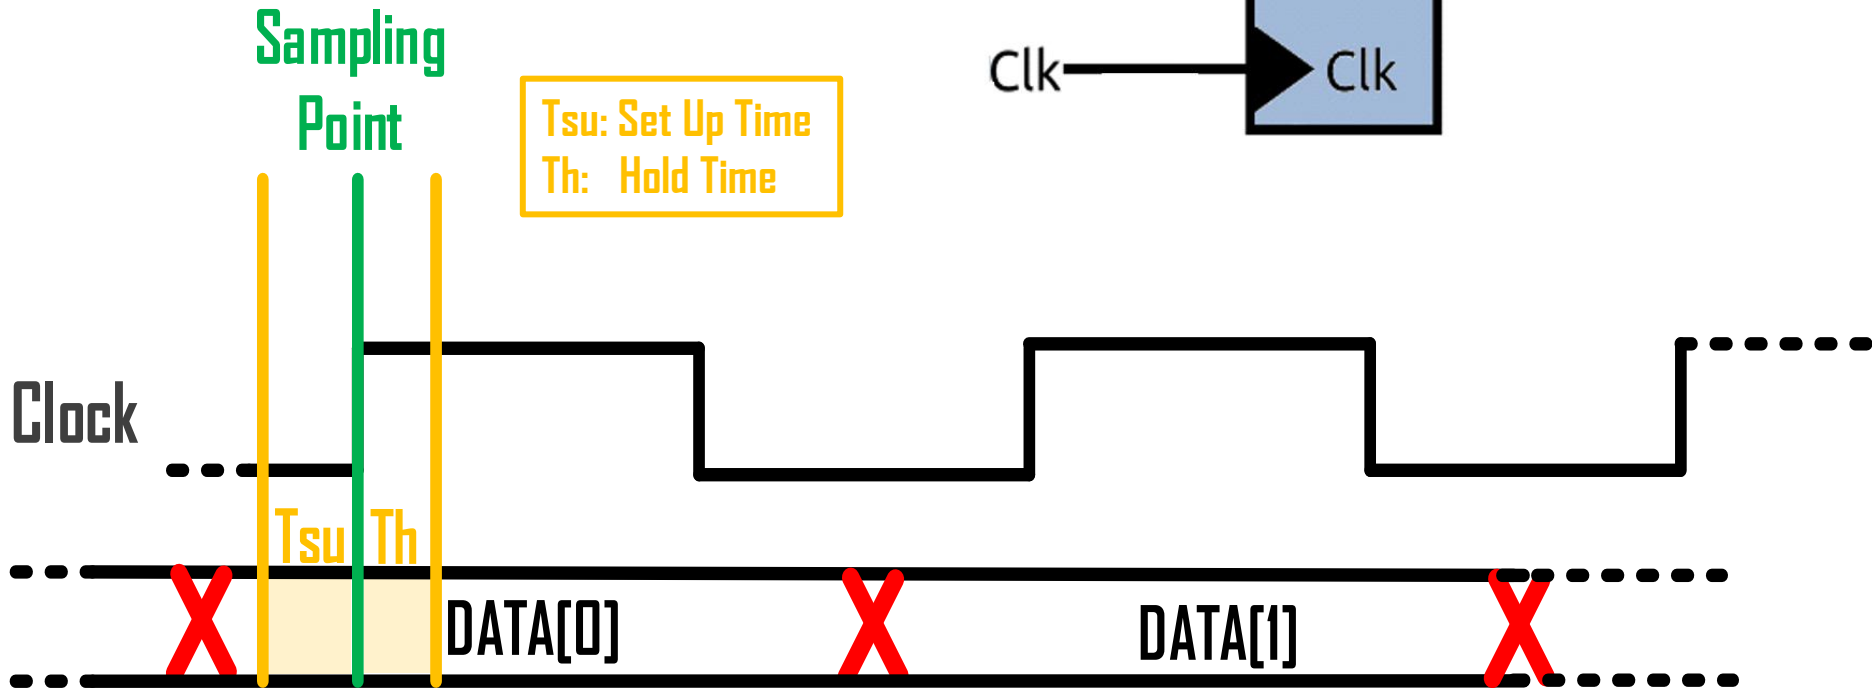 Sampling
Point
Tsu: Set Up Time
Th: Hold Time
Clk
Clk
Clock
Tsu
Th
DATA[0]
DATA[1]